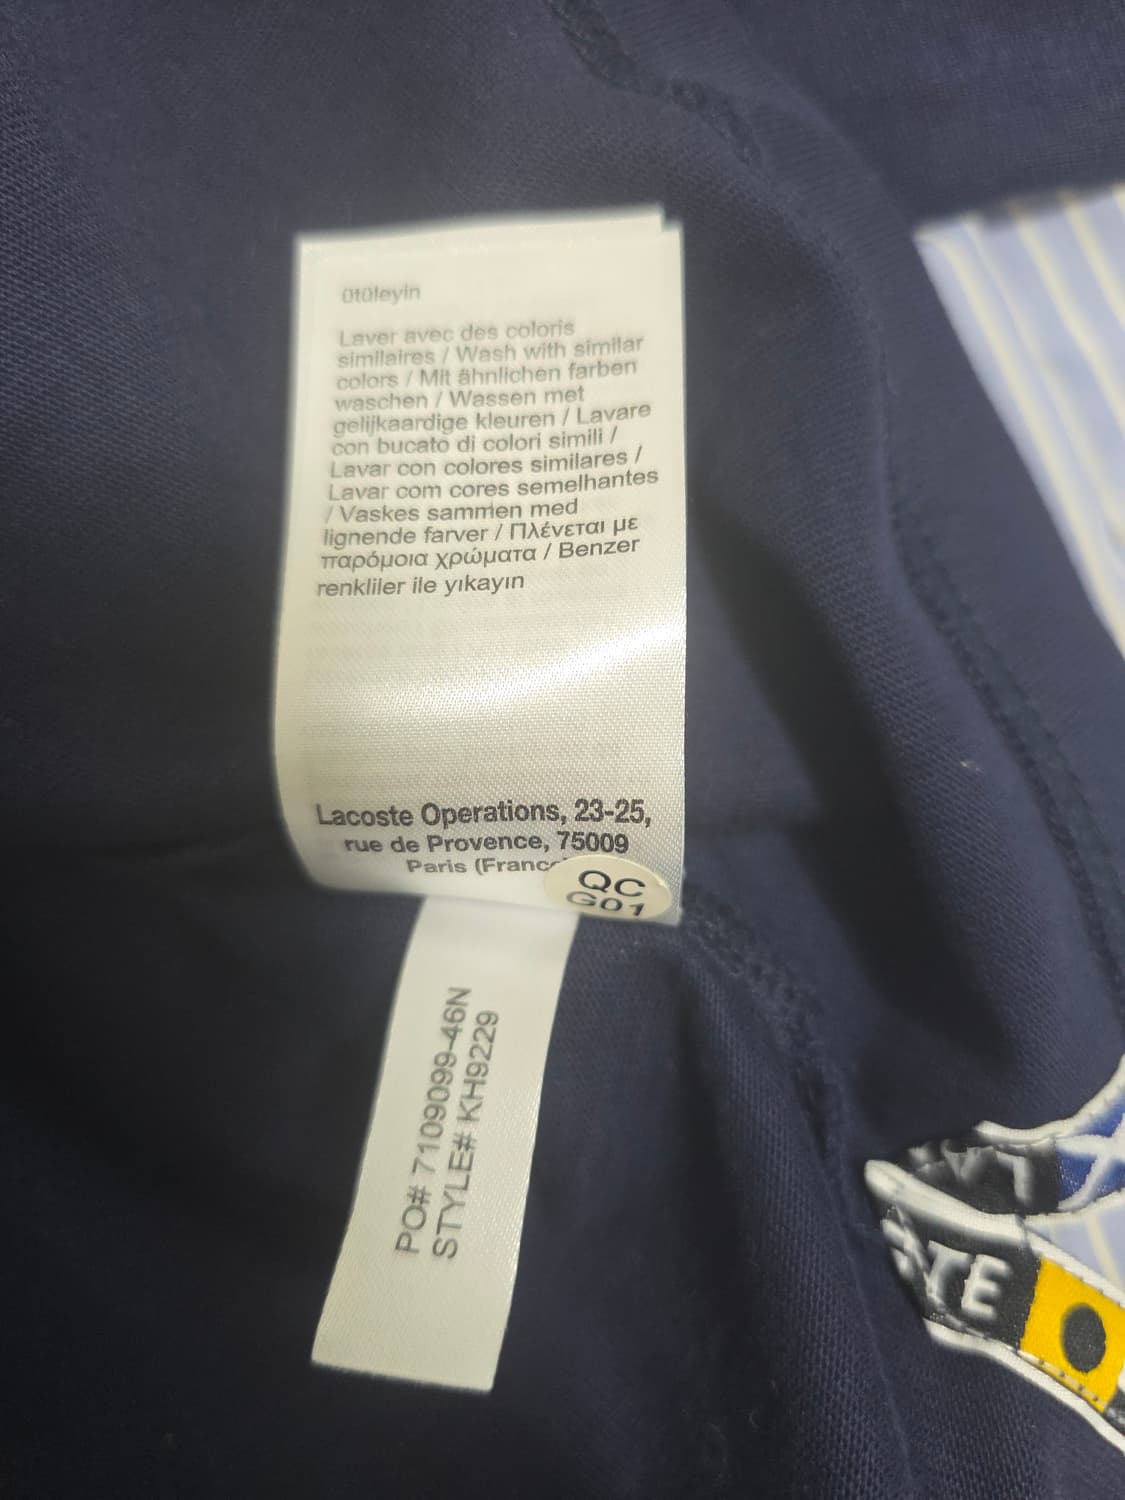 ütüleyin
Laver avec des coloris
similaires / Wash with similar
colors / Mit ähnlichen farben
waschen / Wassen met
gelijkaardige kleuren / Lavare
con bucato di colori simili /
Lavar con colores similares /
Lavar com cores semelhantes
/ Vaskes sammen med
lignende farver / Πλένεται με
παρόμοια χρώματα / Benzer
renkliler ile yıkayın
Lacoste Operations, 23-25,
rue de Provence, 75009
Paris (Franc
QC
G01
PO# 7109099-46N
STYLE# KH9229
TE